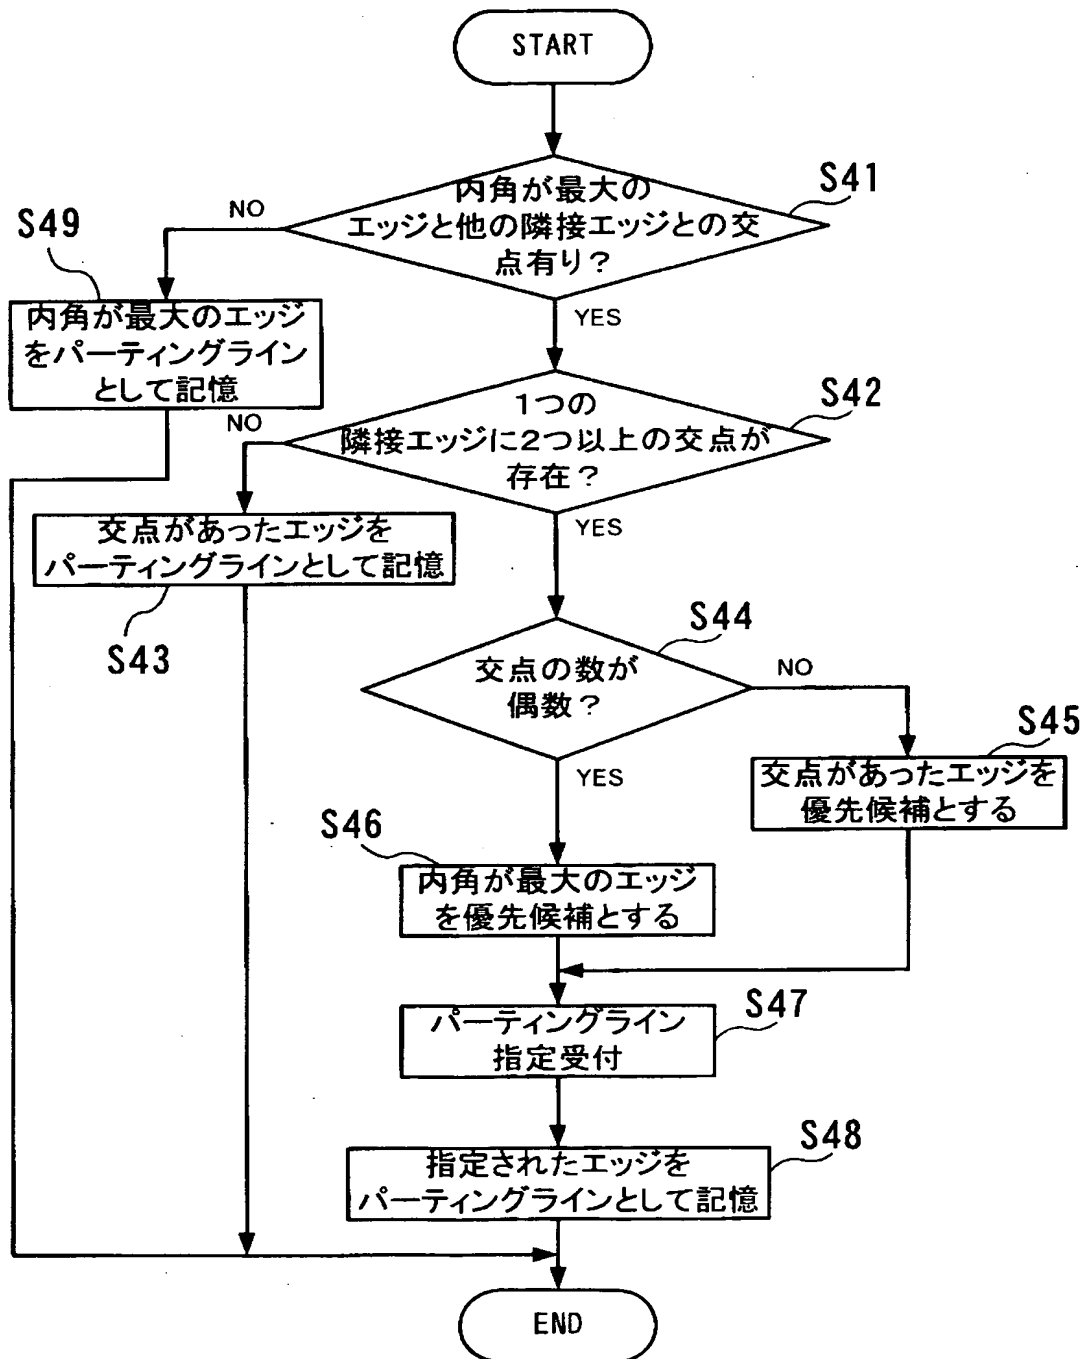 START
S41
内角が最大の
エッジと他の隣接エッジとの交
点有り?
NO
YES
S49
内角が最大のエッジ
をパーティングライン
として記憶
S42
1つの
隣接エッジに2つ以上の交点が
存在?
NO
YES
交点があったエッジを
パーティングラインとして記憶
S43
S44
交点の数が
偶数?
NO
YES
S45
交点があったエッジを
優先候補とする
S46
内角が最大のエッジ
を優先候補とする
S47
パーティングライン
指定受付
S48
指定されたエッジを
パーティングラインとして記憶
END